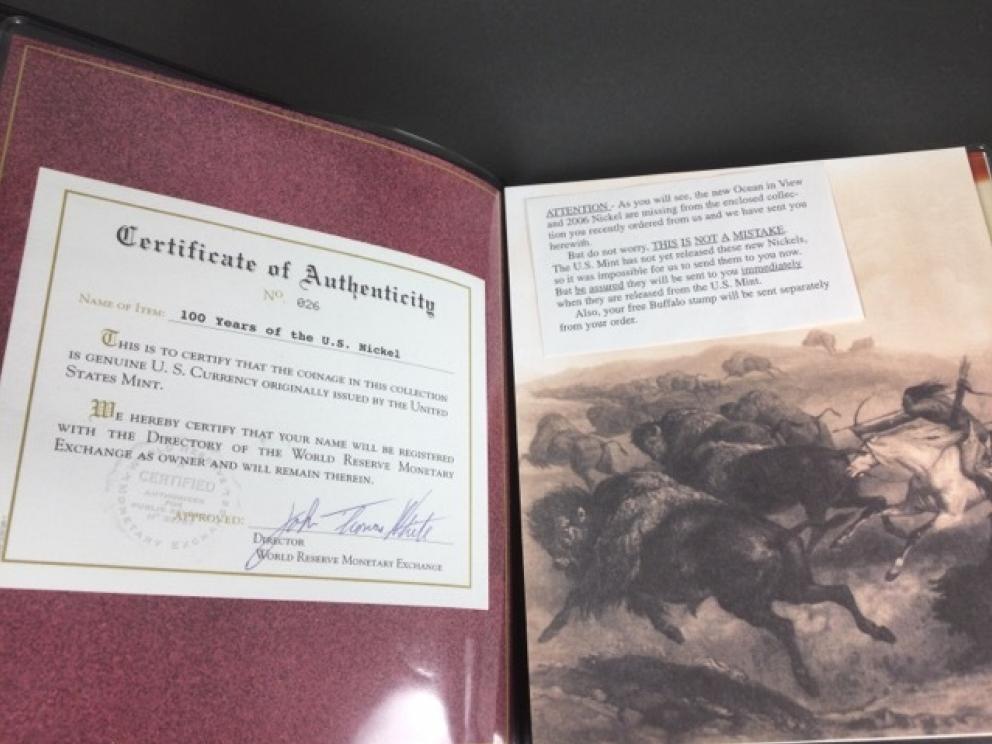 Certificate of Authenticity
No. 026
NAME OF ITEM: 100 Years of the U.S. Nickel
THIS IS TO CERTIFY THAT THE COINAGE IN THIS COLLECTION
IS GENUINE U. S. CURRENCY ORIGINALLY ISSUED BY THE UNITED
STATES MINT.
WE HEREBY CERTIFY THAT YOUR NAME WILL BE REGISTERED
WITH THE DIRECTORY OF THE WORLD RESERVE MONETARY
EXCHANGE AS OWNER AND WILL REMAIN THEREIN.
CERTIFIED
AUTHORIZED
FOR
PUBLIC
MONETARY EXCHANGE
APPROVED: John Thomas White
DIRECTOR
WORLD RESERVE MONETARY EXCHANGE
ATTENTION - As you will see, the new Ocean in View
and 2006 Nickel are missing from the enclosed collec-
tion you recently ordered from us and we have sent you
herewith.
But do not worry, THIS IS NOT A MISTAKE.
The U.S. Mint has not yet released these new Nickels,
so it was impossible for us to send them to you now.
But be assured they will be sent to you immediately
when they are released from the U.S. Mint.
Also, your free Buffalo stamp will be sent separately
from your order.